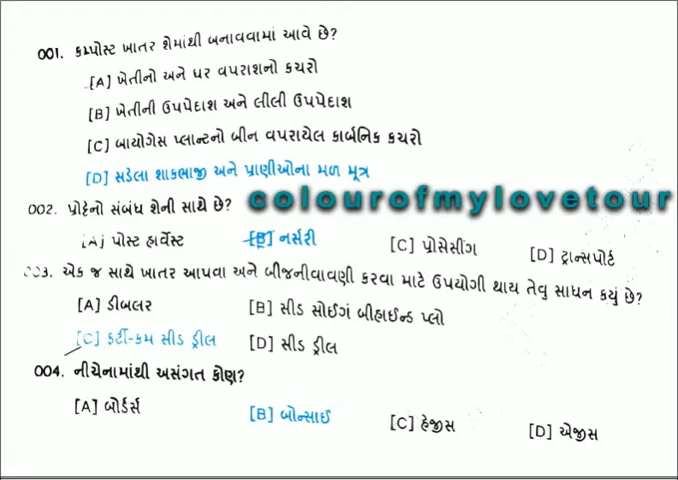 001. કમ્પોસ્ટ ખાતર શેમાંથી બનાવવામાં આવે છે?
[A] ખેતીનો અને ઘર વપરાશનો કચરો
[B] ખેતીની ઉપપેદાશ અને લીલી ઉપપેદાશ
[C] બાયોગેસ પ્લાન્ટનો બીન વપરાયેલ કાર્બનિક કચરો
[D] સડેલા શાકભાજી અને પ્રાણીઓના મળ મૂત્ર
colourofmylovetour
002. પ્રોટ્રેનો સંબંધ શેની સાથે છે?
[A] પોસ્ટ હાર્વેસ્ટ [B] નર્સરી [C] પ્રોસેસીંગ [D] ટ્રાન્સપોર્ટ
003. એક જ સાથે ખાતર આપવા અને બીજનીવાવણી કરવા માટે ઉપયોગી થાય તેવુ સાધન કયું છે?
[A] ડીબલર [B] સીડ સોઈગં બીહાઈન્ડ પ્લો
[C] ફર્ટી-કમ સીડ ડ્રીલ [D] સીડ ડ્રીલ
004. નીચેનામાંથી અસંગત કોણ?
[A] બોર્ડર્સ [B] બોન્સાઈ [C] હેજીસ [D] એજીસ